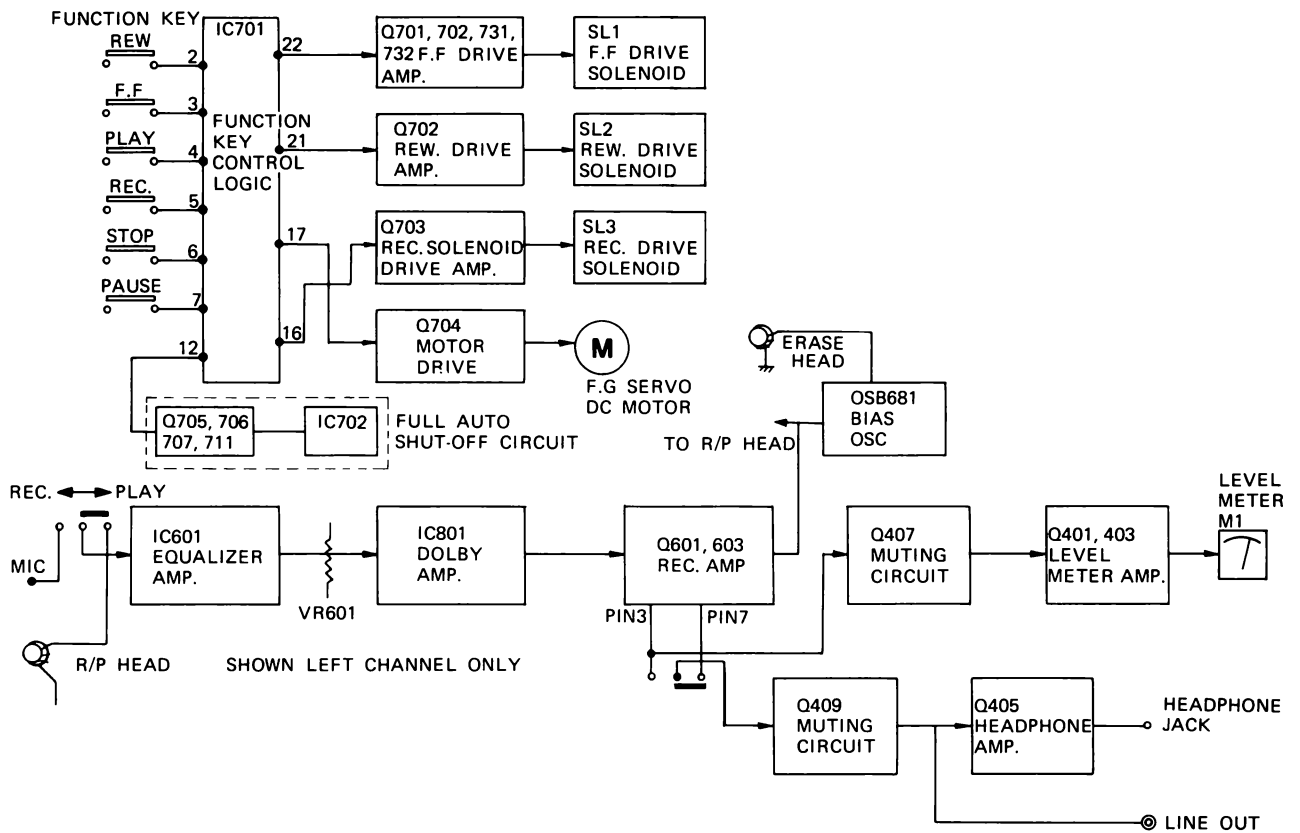 FUNCTION KEY
REW
2
F.F
3
PLAY
4
REC.
5
STOP
6
PAUSE
7
12
IC701
FUNCTION
KEY
CONTROL
LOGIC
22
21
17
16
Q701, 702, 731,
732 F.F DRIVE
AMP.
SL1
F.F DRIVE
SOLENOID
Q702
REW. DRIVE
AMP.
SL2
REW. DRIVE
SOLENOID
Q703
REC. SOLENOID
DRIVE AMP.
SL3
REC. DRIVE
SOLENOID
Q704
MOTOR
DRIVE
M
F.G SERVO
DC MOTOR
Q705, 706
707, 711
IC702
FULL AUTO
SHUT-OFF CIRCUIT
ERASE
HEAD
OSB681
BIAS
OSC
TO R/P HEAD
REC. PLAY
MIC
R/P HEAD
IC601
EQUALIZER
AMP.
VR601
IC801
DOLBY
AMP.
Q601, 603
REC. AMP
PIN3
PIN7
Q407
MUTING
CIRCUIT
Q401, 403
LEVEL
METER AMP.
LEVEL
METER
M1
SHOWN LEFT CHANNEL ONLY
Q409
MUTING
CIRCUIT
Q405
HEADPHONE
AMP.
HEADPHONE
JACK
LINE OUT